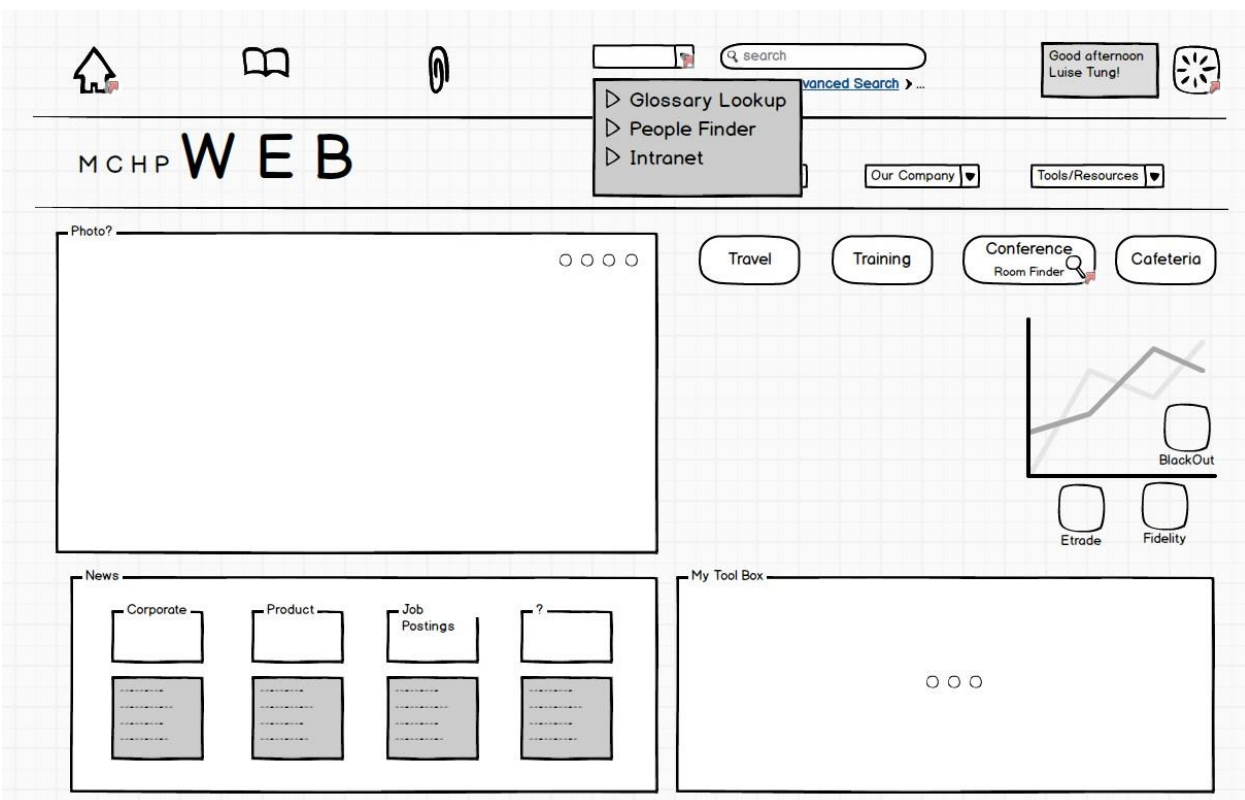 search
Good afternoon
Luise Tung!
vanced Search ...
Glossary Lookup
People Finder
Intranet
MCHP WEB
Our Company
Tools/Resources
Photo?
Travel
Training
Conference
Room Finder
Cafeteria
BlackOut
Etrade
Fidelity
News
Corporate
Product
Job
Postings
?
My Tool Box